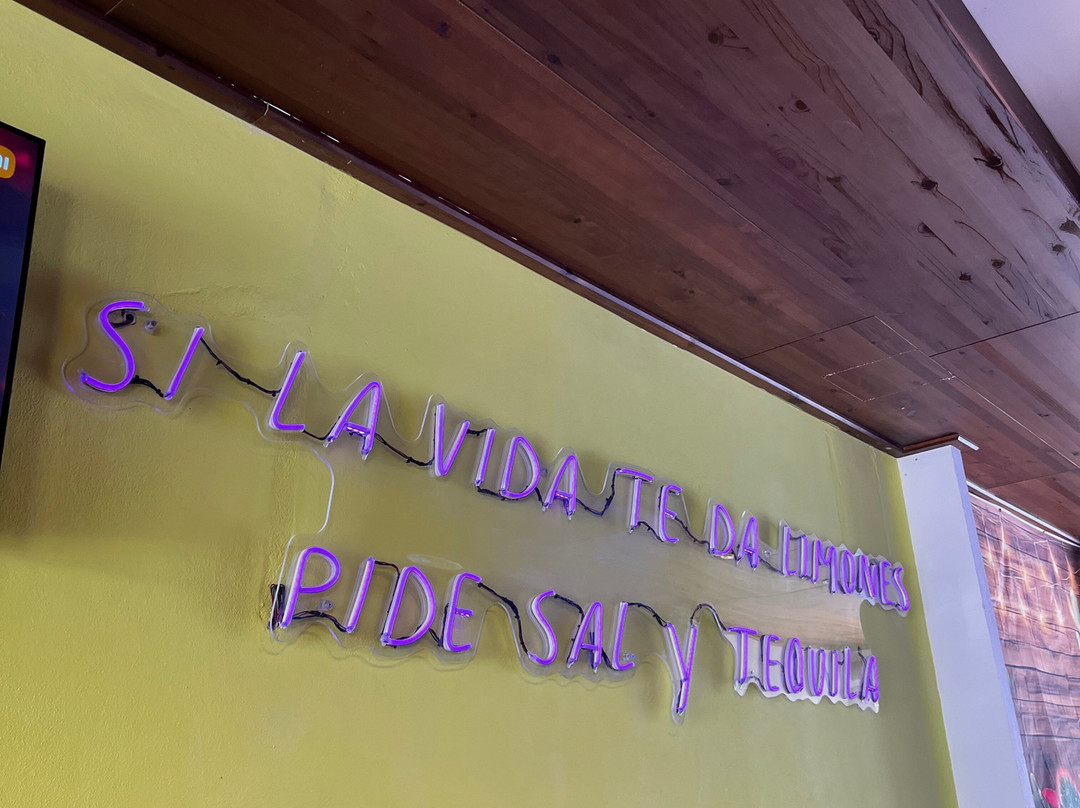 SI LA VIDA TE DA LIMONES
PIDE SAL Y TEQUILA